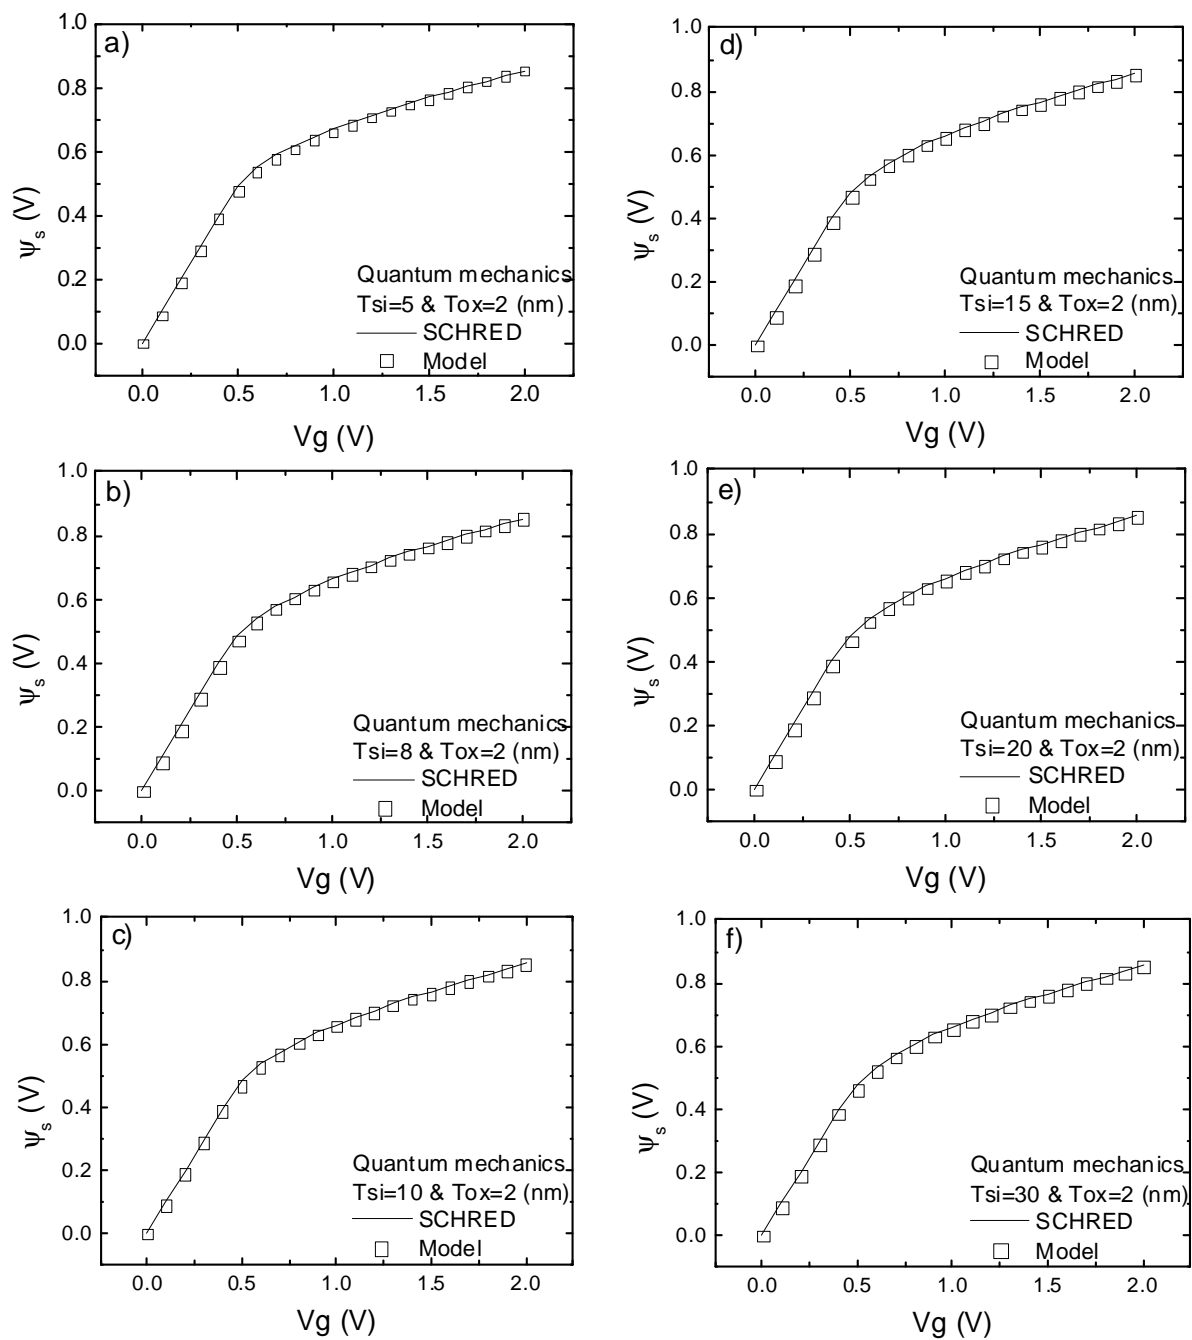 a)
1.0
0.8
0.6
0.4
0.2
0.0
ψs (V)
Quantum mechanics
Tsi=5 & Tox=2 (nm)
SCHRED
Model
0.0 0.5 1.0 1.5 2.0
Vg (V)
d)
1.0
0.8
0.6
0.4
0.2
0.0
ψs (V)
Quantum mechanics
Tsi=15 & Tox=2 (nm)
SCHRED
Model
0.0 0.5 1.0 1.5 2.0
Vg (V)
b)
1.0
0.8
0.6
0.4
0.2
0.0
ψs (V)
Quantum mechanics
Tsi=8 & Tox=2 (nm)
SCHRED
Model
0.0 0.5 1.0 1.5 2.0
Vg (V)
e)
1.0
0.8
0.6
0.4
0.2
0.0
ψs (V)
Quantum mechanics
Tsi=20 & Tox=2 (nm)
SCHRED
Model
0.0 0.5 1.0 1.5 2.0
Vg (V)
c)
1.0
0.8
0.6
0.4
0.2
0.0
ψs (V)
Quantum mechanics
Tsi=10 & Tox=2 (nm)
SCHRED
Model
0.0 0.5 1.0 1.5 2.0
Vg (V)
f)
1.0
0.8
0.6
0.4
0.2
0.0
ψs (V)
Quantum mechanics
Tsi=30 & Tox=2 (nm)
SCHRED
Model
0.0 0.5 1.0 1.5 2.0
Vg (V)